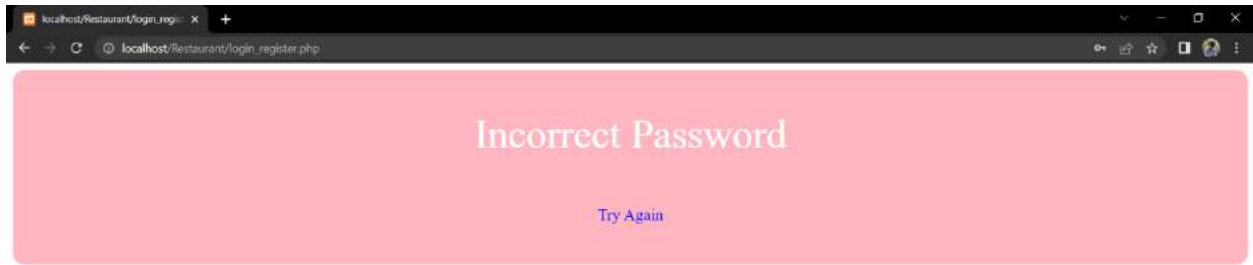 localhost/Restaurant/login_regis
localhost/Restaurant/login_register.php
Incorrect Password
Try Again